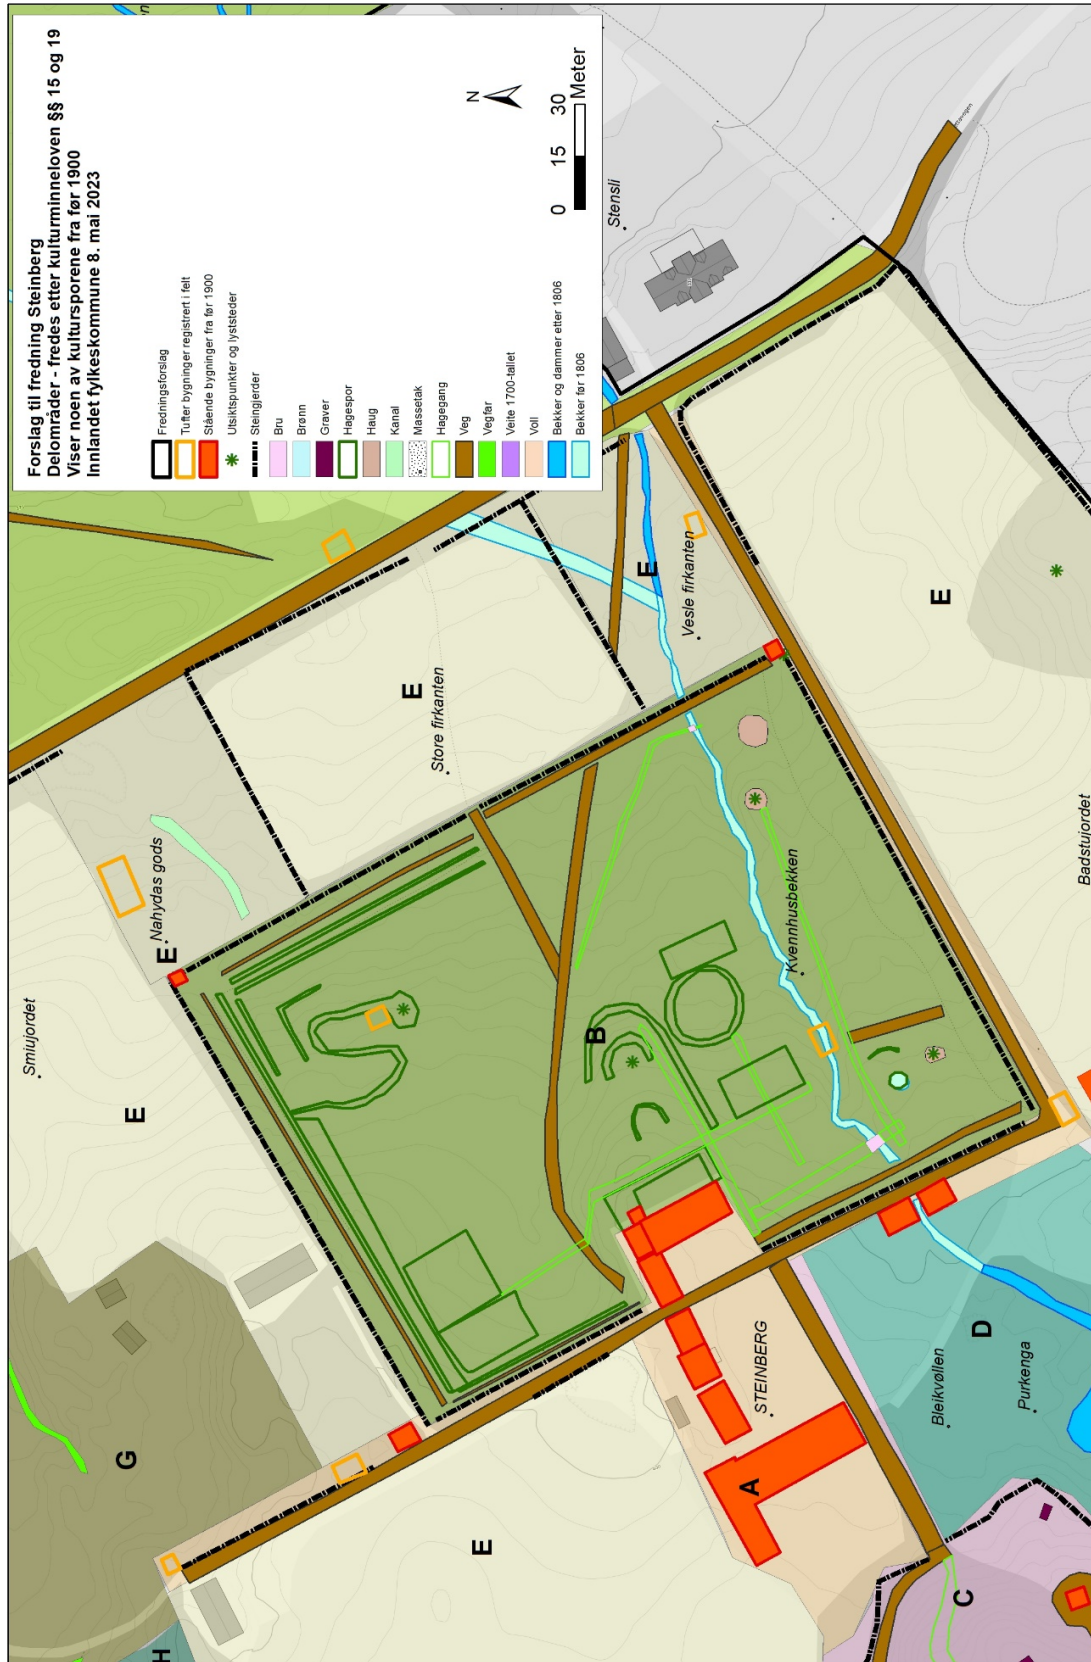 Forslag til fredning Steinberg
Delområder - fredes etter kulturminneloven §§ 15 og 19
Viser noen av kultursporene fra før 1900
Innlandet fylkeskommune 8. mai 2023
Fredningsforslag
Tufter bygninger registrert i felt
Stående bygninger fra før 1900
Utsiktspunkter og lyststeder
Steingjerder
Bru
Brønn
Graver
Hagespor
Haug
Kanal
Massetak
Hagegang
Veg
Vegfar
Veite 1700-tallet
Voll
Bekker og dammer etter 1806
Bekker før 1806
N
0 15 30
Meter
Smiujordet
Nahydas gods
E
E
G
H
Store firkanten
E
Stensli
E
Vesle firkanten
B
E
Kvennhusbekken
E
Badstujordet
STEINBERG
A
Bleikvøllen
D
Purkenga
C